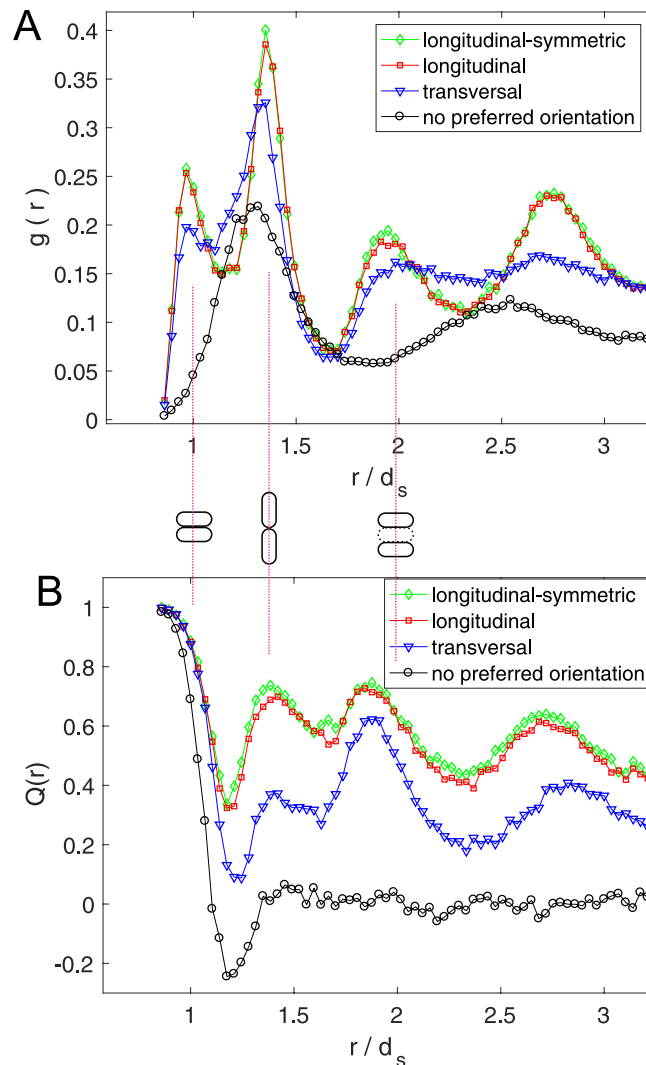 A
0.4
0.35
0.3
0.25
0.2
0.15
0.1
0.05
0
g ( r )
longitudinal-symmetric
longitudinal
transversal
no preferred orientation
1
1.5
2
2.5
3
r / d_s
B
1
0.8
0.6
0.4
0.2
0
-0.2
Q(r)
longitudinal-symmetric
longitudinal
transversal
no preferred orientation
1
1.5
2
2.5
3
r / d_s